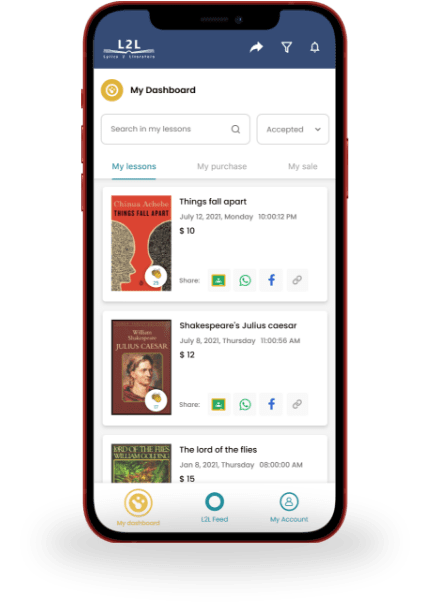 L2L
Lyrics 2 Literature
My Dashboard
Search in my lessons
Accepted
My lessons My purchase My sale
Chinua Achebe
THINGS FALL APART
Things fall apart
July 12, 2021, Monday 10:00:12 PM
$ 10
Share:
William
Shakespeare
JULIUS CAESAR
Shakespeare's Julius caesar
July 8, 2021, Thursday 11:00:56 AM
$ 12
Share:
LORD OF THE FLIES
WILLIAM GOLDING
The lord of the flies
Jan 8, 2021, Thursday 08:00:00 AM
$ 15
My dashboard L2L Feed My Account